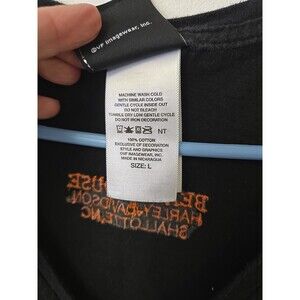 @VF Imagewear, Inc.
MACHINE WASH COLD
WITH SIMILAR COLORS
GENTLE CYCLE INSIDE OUT
DO NOT BLEACH
TUMBLE DRY LOW GENTLE CYCLE
DO NOT IRON DECORATION
NT
100% COTTON
EXCLUSIVE OF DECORATION
STYLE AND GRAPHICS
©VF IMAGEWEAR, INC.
MADE IN NICARAGUA
SIZE: L
HARLEY-DAVIDSON
SHALLOTTE, NC